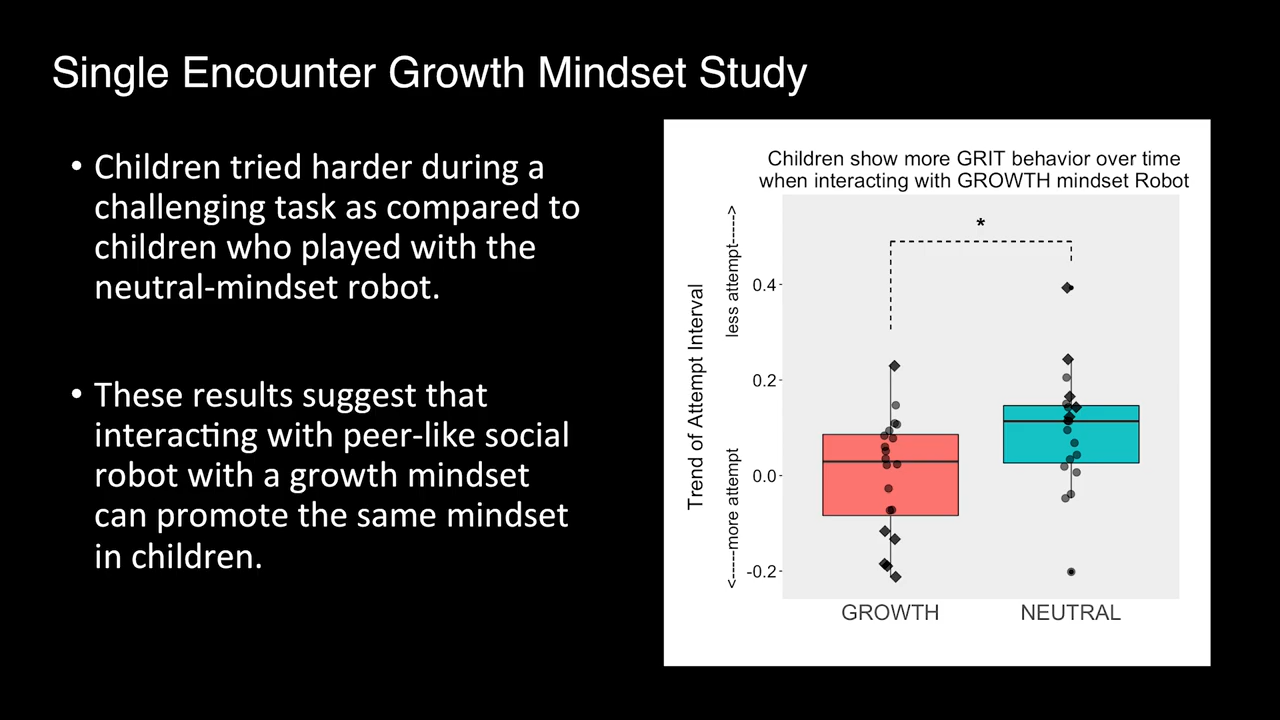 Single Encounter Growth Mindset Study
• Children tried harder during a
challenging task as compared to
children who played with the
neutral-mindset robot.
• These results suggest that
interacting with peer-like social
robot with a growth mindset
can promote the same mindset
in children.
Children show more GRIT behavior over time
when interacting with GROWTH mindset Robot
*
Trend of Attempt Interval
less attempt----->
<-----more attempt
0.4
0.2
0.0
-0.2
GROWTH NEUTRAL